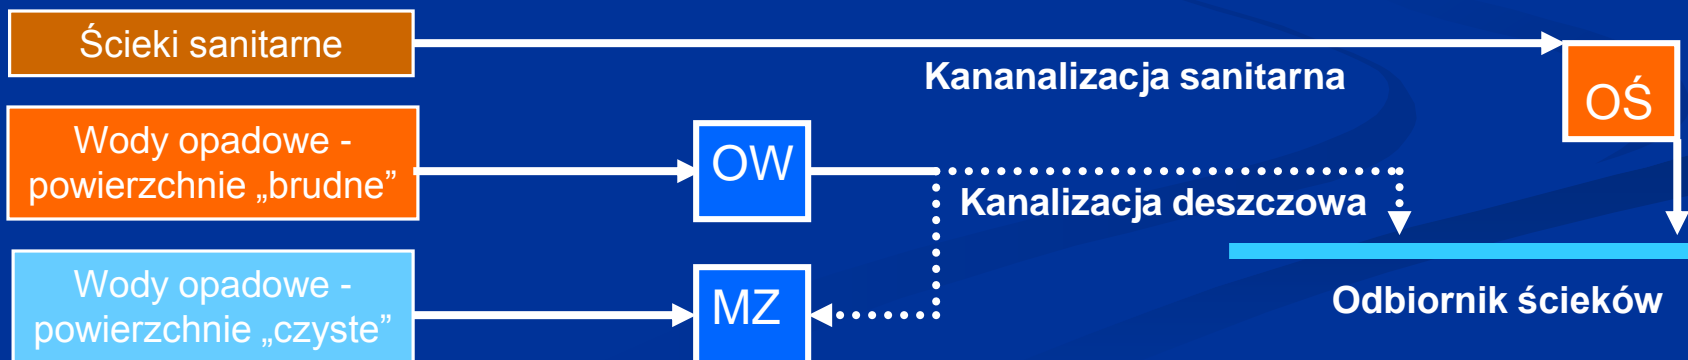 Ścieki sanitarne
Kananalizacja sanitarna
OŚ
Wody opadowe -
powierzchnie „brudne”
OW
Kanalizacja deszczowa
Wody opadowe -
powierzchnie „czyste”
MZ
Odbiornik ścieków